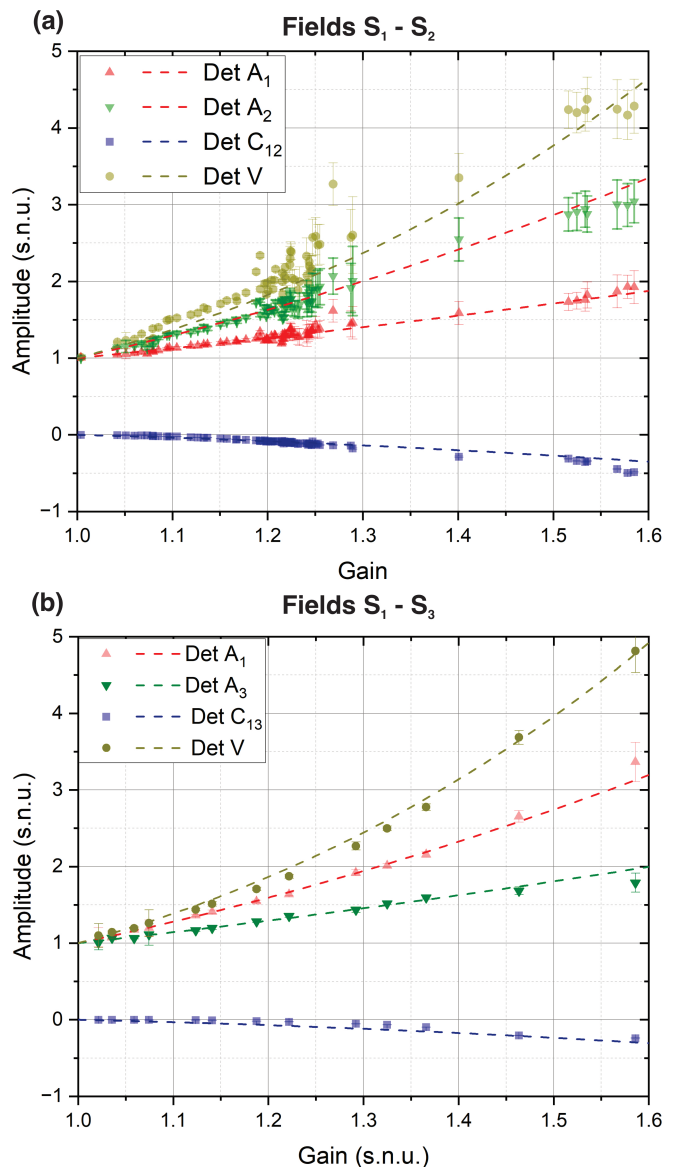 (a)
Fields S₁ - S₂
5
4
3
2
1
0
−1
Amplitude (s.n.u.)
Det A₁
Det A₂
Det C₁₂
Det V
1.0 1.1 1.2 1.3 1.4 1.5 1.6
Gain
(b)
Fields S₁ - S₃
5
4
3
2
1
0
−1
Amplitude (s.n.u.)
Det A₁
Det A₃
Det C₁₃
Det V
1.0 1.1 1.2 1.3 1.4 1.5 1.6
Gain (s.n.u.)